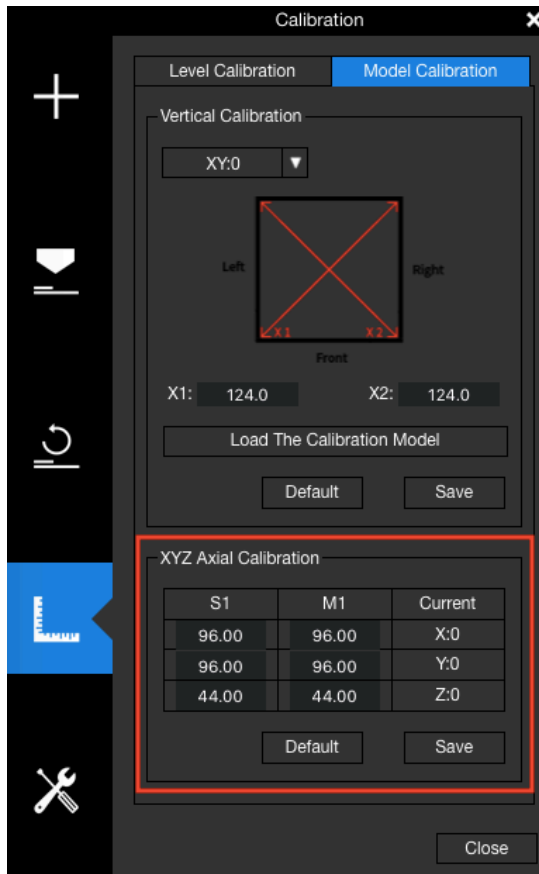 Calibration
Level Calibration Model Calibration
Vertical Calibration
XY:0
Left Right
X1 X2
Front
X1: 124.0 X2: 124.0
Load The Calibration Model
Default Save
XYZ Axial Calibration
S1 M1 Current
96.00 96.00 X:0
96.00 96.00 Y:0
44.00 44.00 Z:0
Default Save
Close